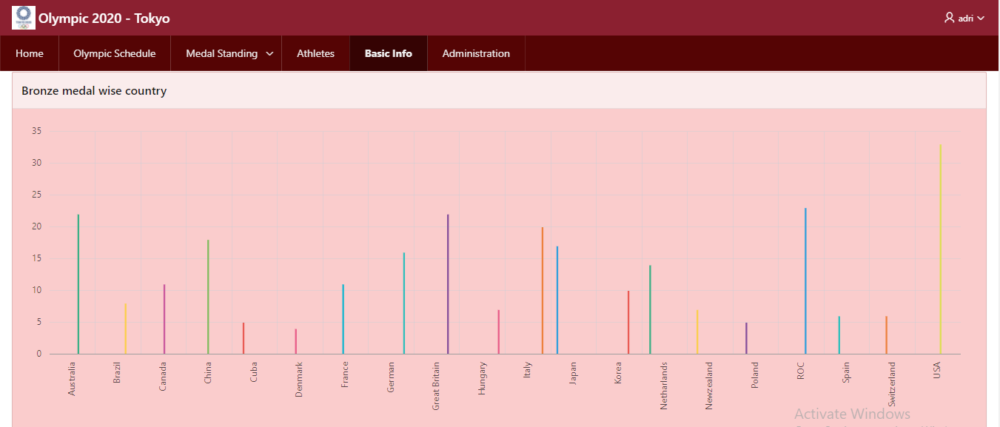 Olympic 2020 - Tokyo
adri
Home
Olympic Schedule
Medal Standing
Athletes
Basic Info
Administration
Bronze medal wise country
35
30
25
20
15
10
5
0
Australia
Brazil
Canada
China
Cuba
Denmark
France
German
Great Britain
Hungary
Italy
Japan
Korea
Netharlands
Newzealand
Poland
ROC
Spain
Switzerland
USA
Activate Windows